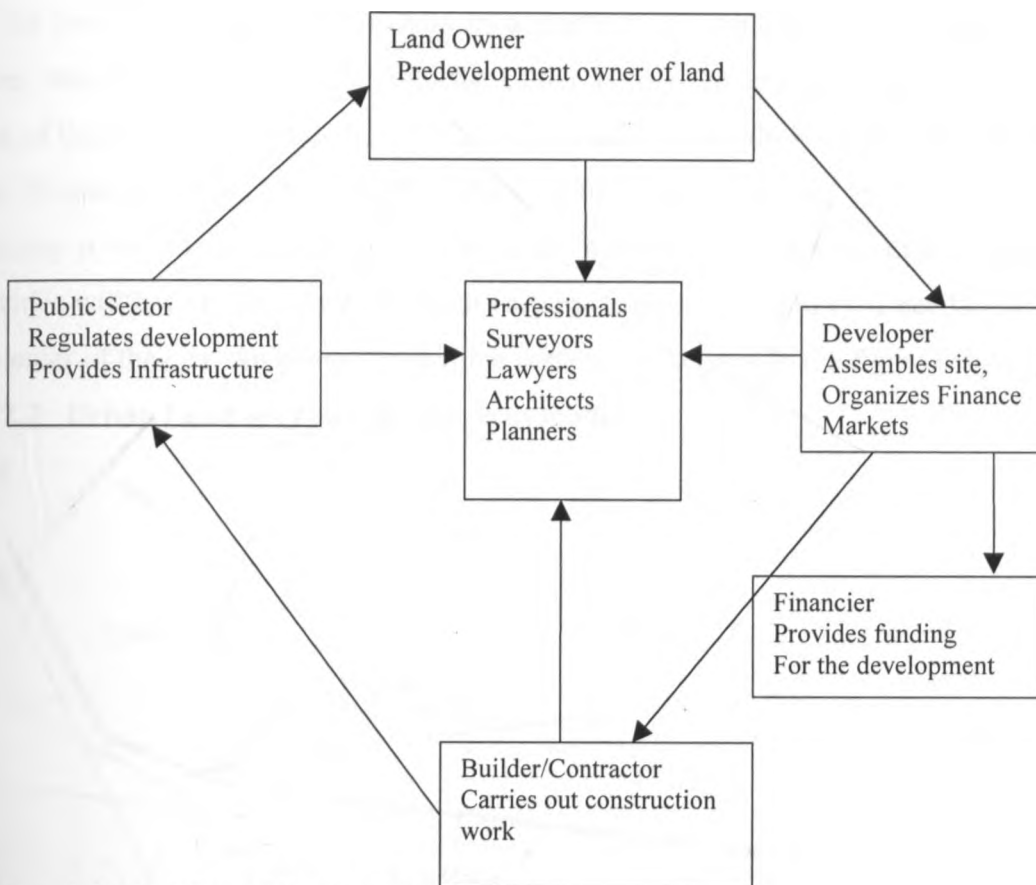 Land Owner
Predevelopment owner of land
Public Sector
Regulates development
Provides Infrastructure
Professionals
Surveyors
Lawyers
Architects
Planners
Developer
Assembles site,
Organizes Finance
Markets
Financier
Provides funding
For the development
Builder/Contractor
Carries out construction
work